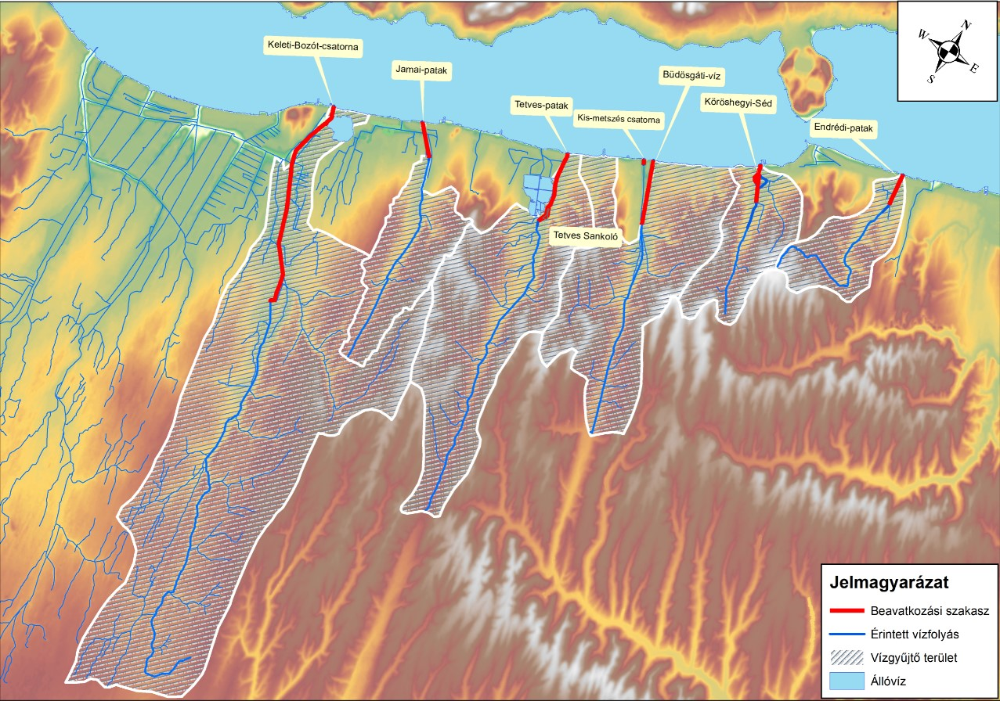 Keleti-Bozót-csatorna
Jamai-patak
Tetves-patak
Kis-metszés csatorna
Büdösgáti-víz
Köröshegyi-Séd
Endrédi-patak
Tetves Sankoló
N
W
E
S
Jelmagyarázat
Beavatkozási szakasz
Érintett vízfolyás
Vízgyűjtő terület
Állóvíz